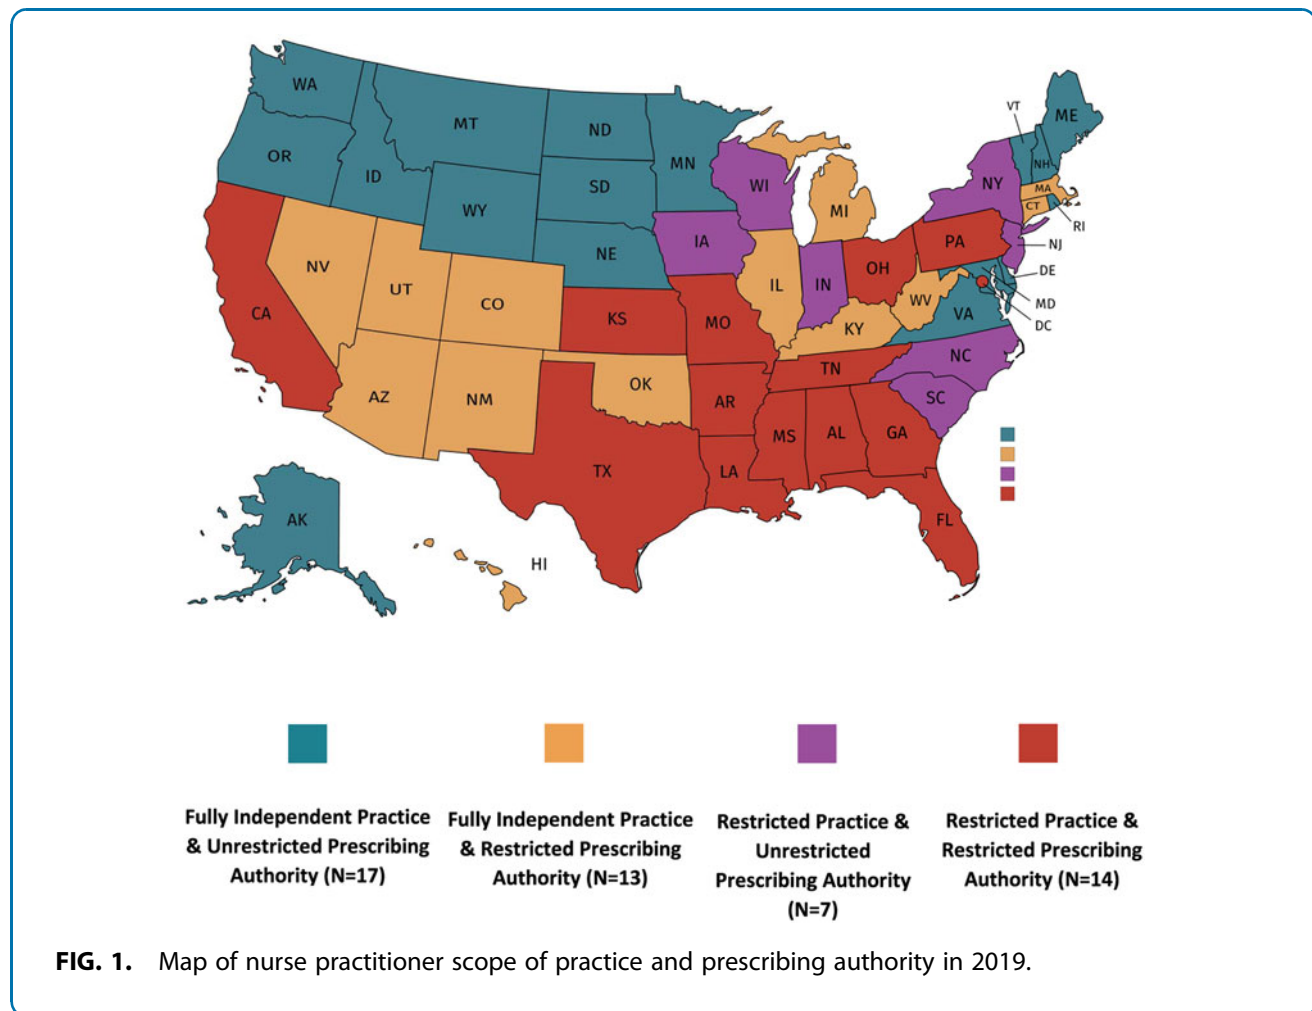 WA
MT
ND
MN
OR
ID
SD
WY
NE
WI
MI
NY
VT
ME
NH
MA
CT
RI
NJ
PA
DE
MD
DC
IA
IL
IN
OH
WV
VA
KY
NV
UT
CO
KS
MO
CA
AZ
NM
OK
AR
TN
NC
SC
MS
AL
GA
TX
LA
FL
AK
HI
Fully Independent Practice
& Unrestricted Prescribing
Authority (N=17)
Fully Independent Practice
& Restricted Prescribing
Authority (N=13)
Restricted Practice &
Unrestricted
Prescribing Authority
(N=7)
Restricted Practice &
Restricted Prescribing
Authority (N=14)
FIG. 1. Map of nurse practitioner scope of practice and prescribing authority in 2019.